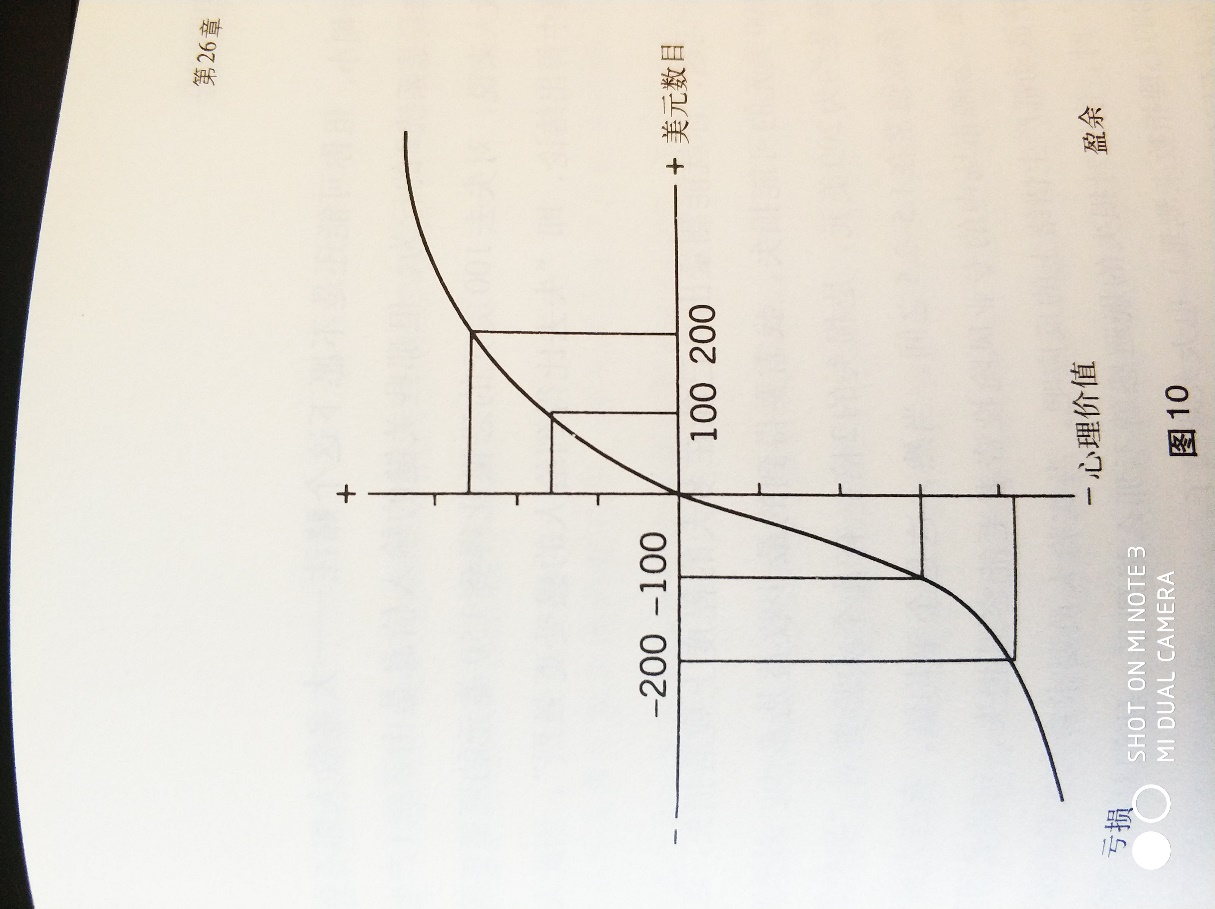 第26章
+
+ 美元数目
-200 -100
100 200
-
- 心理价值
亏损
盈余
图10
SHOT ON MI NOTE 3
MI DUAL CAMERA